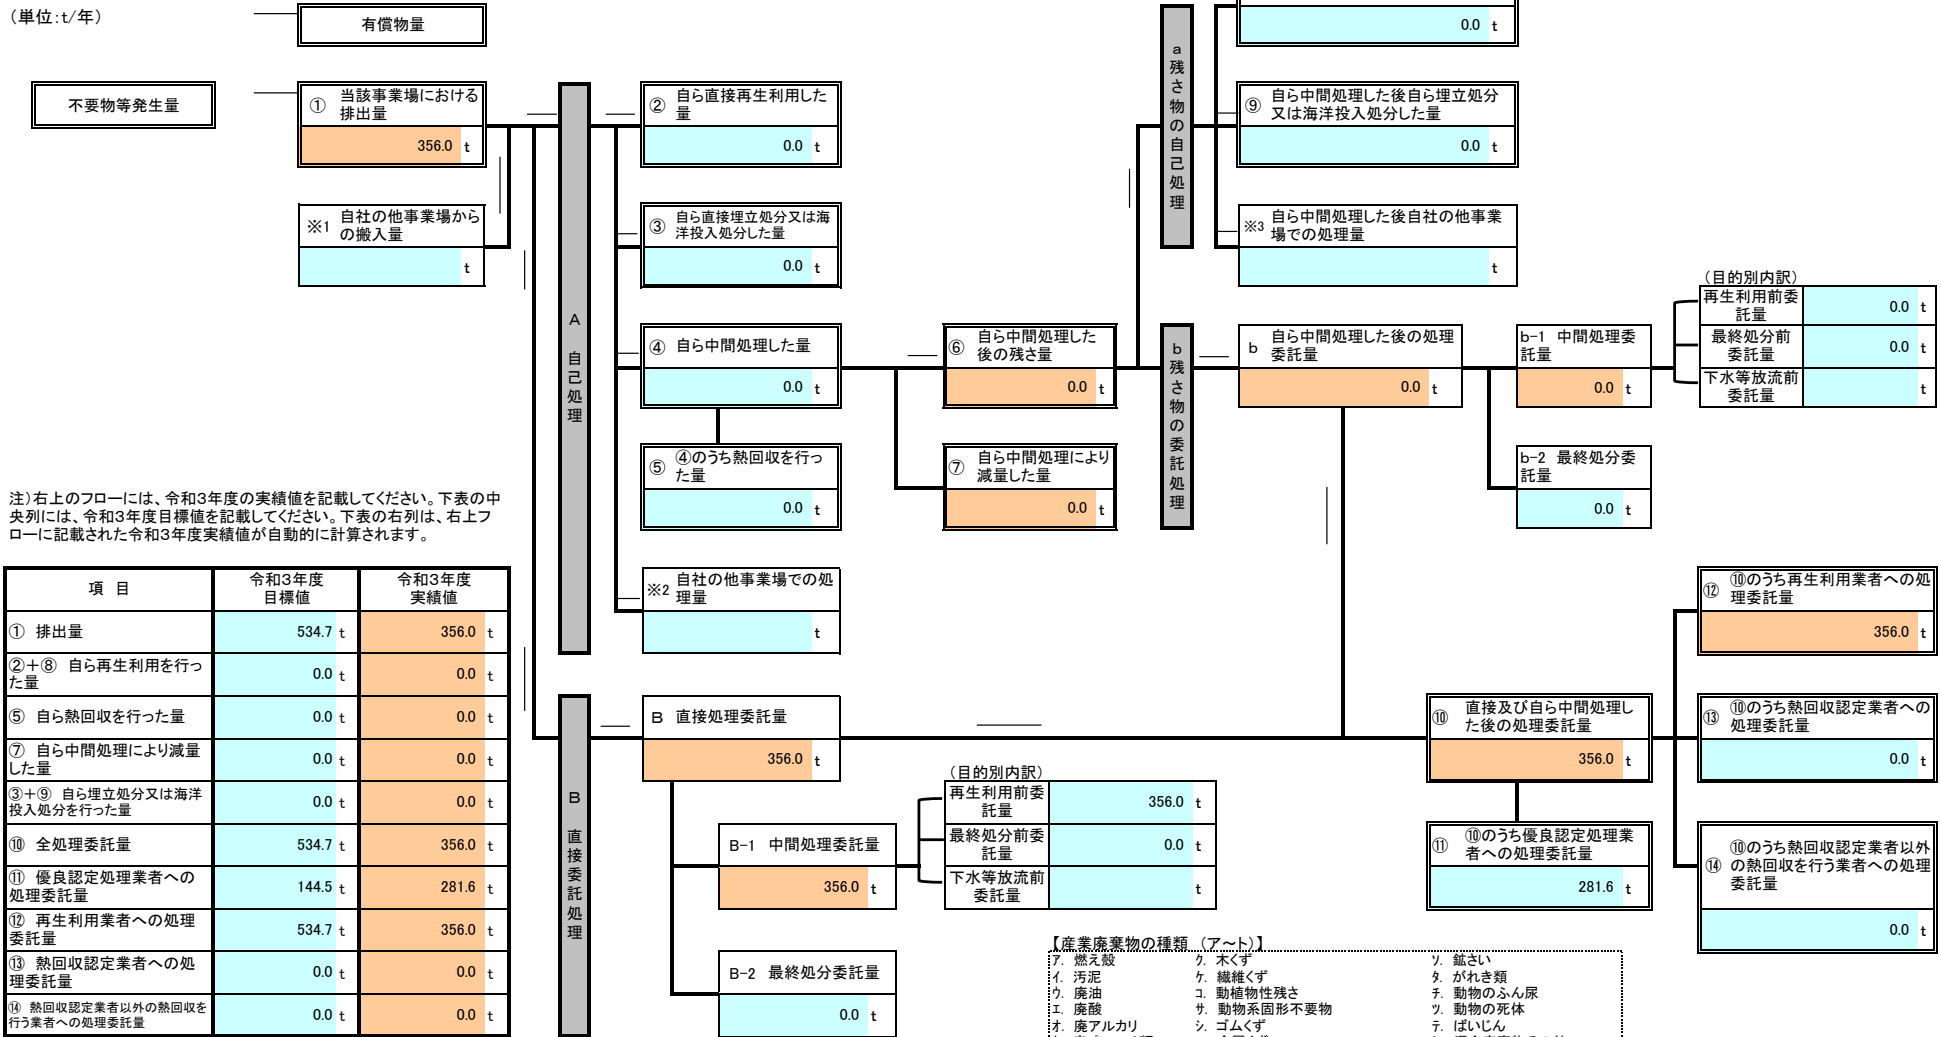 （単位：t/年）
有償物量
0.0 t
不要物等発生量
① 当該事業場における
排出量
356.0 t
※1 自社の他事業場から
の搬入量
t
A 自己処理
② 自ら直接再生利用した
量
0.0 t
③ 自ら直接埋立処分又は海
洋投入処分した量
0.0 t
④ 自ら中間処理した量
0.0 t
⑤ ④のうち熱回収を行っ
た量
0.0 t
※2 自社の他事業場での処
理量
t
⑥ 自ら中間処理した
後の残さ量
0.0 t
⑦ 自ら中間処理により
減量した量
0.0 t
a 残さ物の自己処理
⑨ 自ら中間処理した後自ら埋立処分
又は海洋投入処分した量
0.0 t
※3 自ら中間処理した後自社の他事業
場での処理量
t
b 残さ物の委託処理
b 自ら中間処理した後の処理
委託量
0.0 t
b-1 中間処理委
託量
0.0 t
b-2 最終処分委
託量
0.0 t
（目的別内訳）
再生利用前委
託量
0.0 t
最終処分前
委託量
0.0 t
下水等放流前
委託量
t
注）右上のフローには、令和3年度の実績値を記載してください。下表の中
央列には、令和3年度目標値を記載してください。下表の右列は、右上フ
ローに記載された令和3年度実績値が自動的に計算されます。
項 目
令和3年度
目標値
令和3年度
実績値
① 排出量
534.7 t 356.0 t
②＋⑧ 自ら再生利用を行っ
た量
0.0 t 0.0 t
⑤ 自ら熱回収を行った量
0.0 t 0.0 t
⑦ 自ら中間処理により減量
した量
0.0 t 0.0 t
③＋⑨ 自ら埋立処分又は海洋
投入処分を行った量
0.0 t 0.0 t
⑩ 全処理委託量
534.7 t 356.0 t
⑪ 優良認定処理業者への
処理委託量
144.5 t 281.6 t
⑫ 再生利用業者への処理
委託量
534.7 t 356.0 t
⑬ 熱回収認定業者への処
理委託量
0.0 t 0.0 t
⑭ 熱回収認定業者以外の熱回収を
行う業者への処理委託量
0.0 t 0.0 t
B 直接委託処理
B 直接処理委託量
356.0 t
B-1 中間処理委託量
356.0 t
B-2 最終処分委託量
0.0 t
（目的別内訳）
再生利用前委
託量
356.0 t
最終処分前委
託量
0.0 t
下水等放流前
委託量
t
⑩ 直接及び自ら中間処理し
た後の処理委託量
356.0 t
⑪ ⑩のうち優良認定処理業
者への処理委託量
281.6 t
⑫ ⑩のうち再生利用業者への処
理委託量
356.0 t
⑬ ⑩のうち熱回収認定業者への
処理委託量
0.0 t
⑭ ⑩のうち熱回収認定業者以外
の熱回収を行う業者への処理
委託量
0.0 t
【産業廃棄物の種類 （ア～ト）】
ア. 燃え殻 ク. 木くず ソ. 鉱さい
イ. 汚泥 ケ. 繊維くず タ. がれき類
ウ. 廃油 コ. 動植物性残さ チ. 動物のふん尿
エ. 廃酸 サ. 動物系固形不要物 ツ. 動物の死体
オ. 廃アルカリ シ. ゴムくず テ. ばいじん